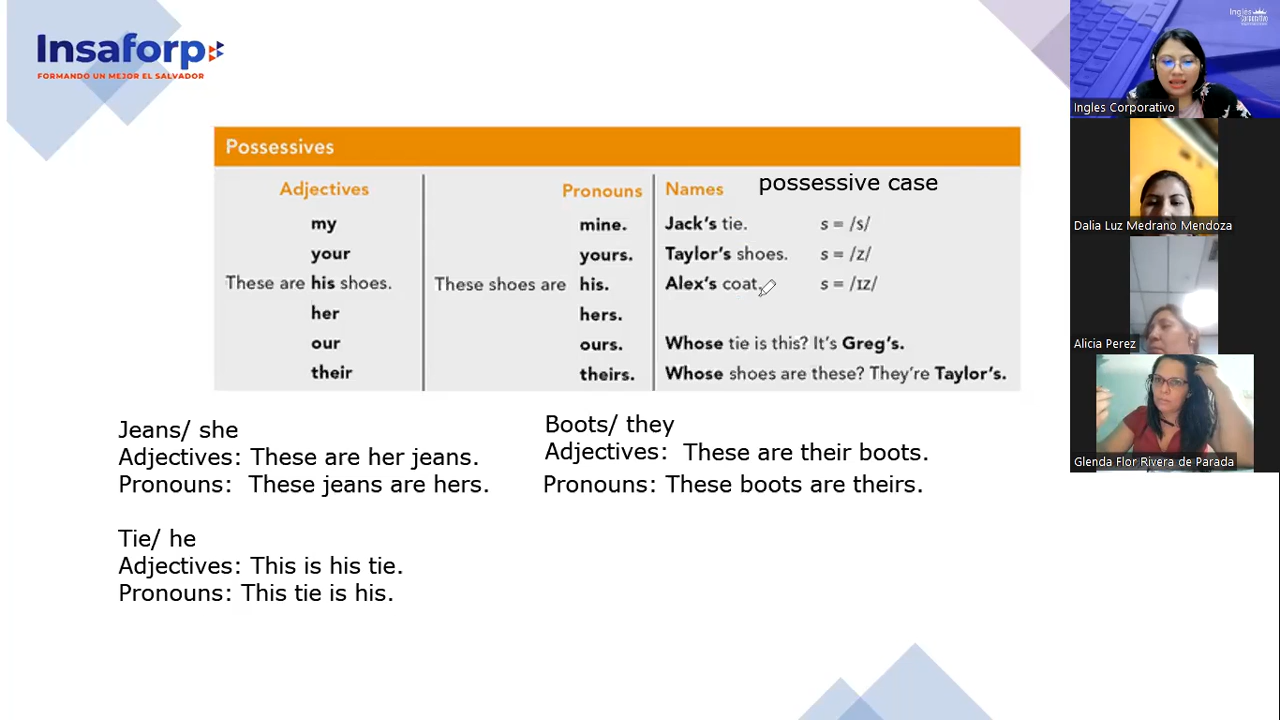 Insaforp
FORMANDO UN MEJOR EL SALVADOR
Possessives
Adjectives
my
your
These are his shoes.
her
our
their
Pronouns
mine.
yours.
These shoes are his.
hers.
ours.
theirs.
Names possessive case
Jack's tie. s = /s/
Taylor's shoes. s = /z/
Alex's coat. s = /ɪz/
Whose tie is this? It's Greg's.
Whose shoes are these? They're Taylor's.
Jeans/ she
Adjectives: These are her jeans.
Pronouns: These jeans are hers.
Boots/ they
Adjectives: These are their boots.
Pronouns: These boots are theirs.
Tie/ he
Adjectives: This is his tie.
Pronouns: This tie is his.
Ingles
Ingles Corporativo
Dalia Luz Medrano Mendoza
Alicia Perez
Glenda Flor Rivera de Parada